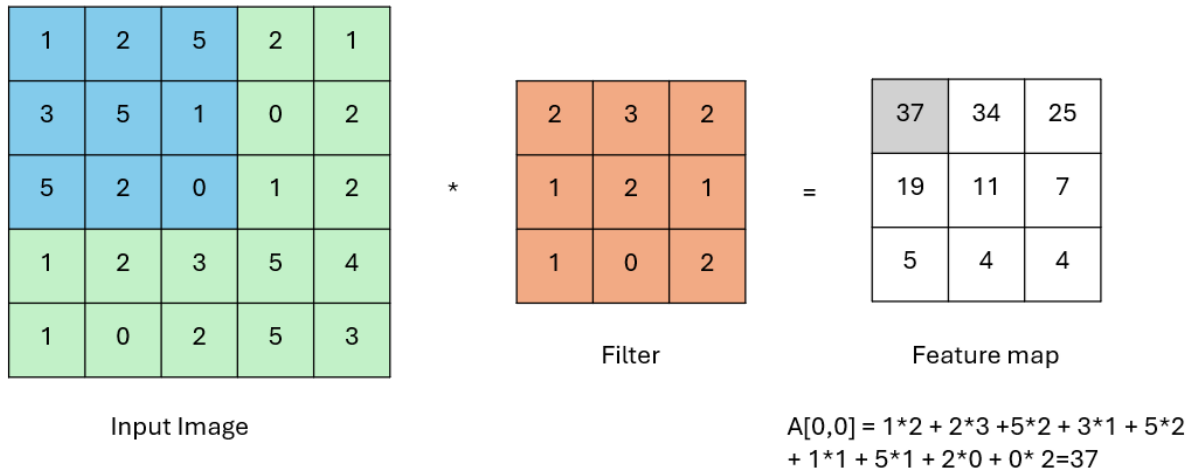 1 2 5 2 1
3 5 1 0 2
5 2 0 1 2
1 2 3 5 4
1 0 2 5 3
Input Image
*
2 3 2
1 2 1
1 0 2
Filter
=
37 34 25
19 11 7
5 4 4
Feature map
A[0,0] = 1*2 + 2*3 +5*2 + 3*1 + 5*2
+ 1*1 + 5*1 + 2*0 + 0* 2=37